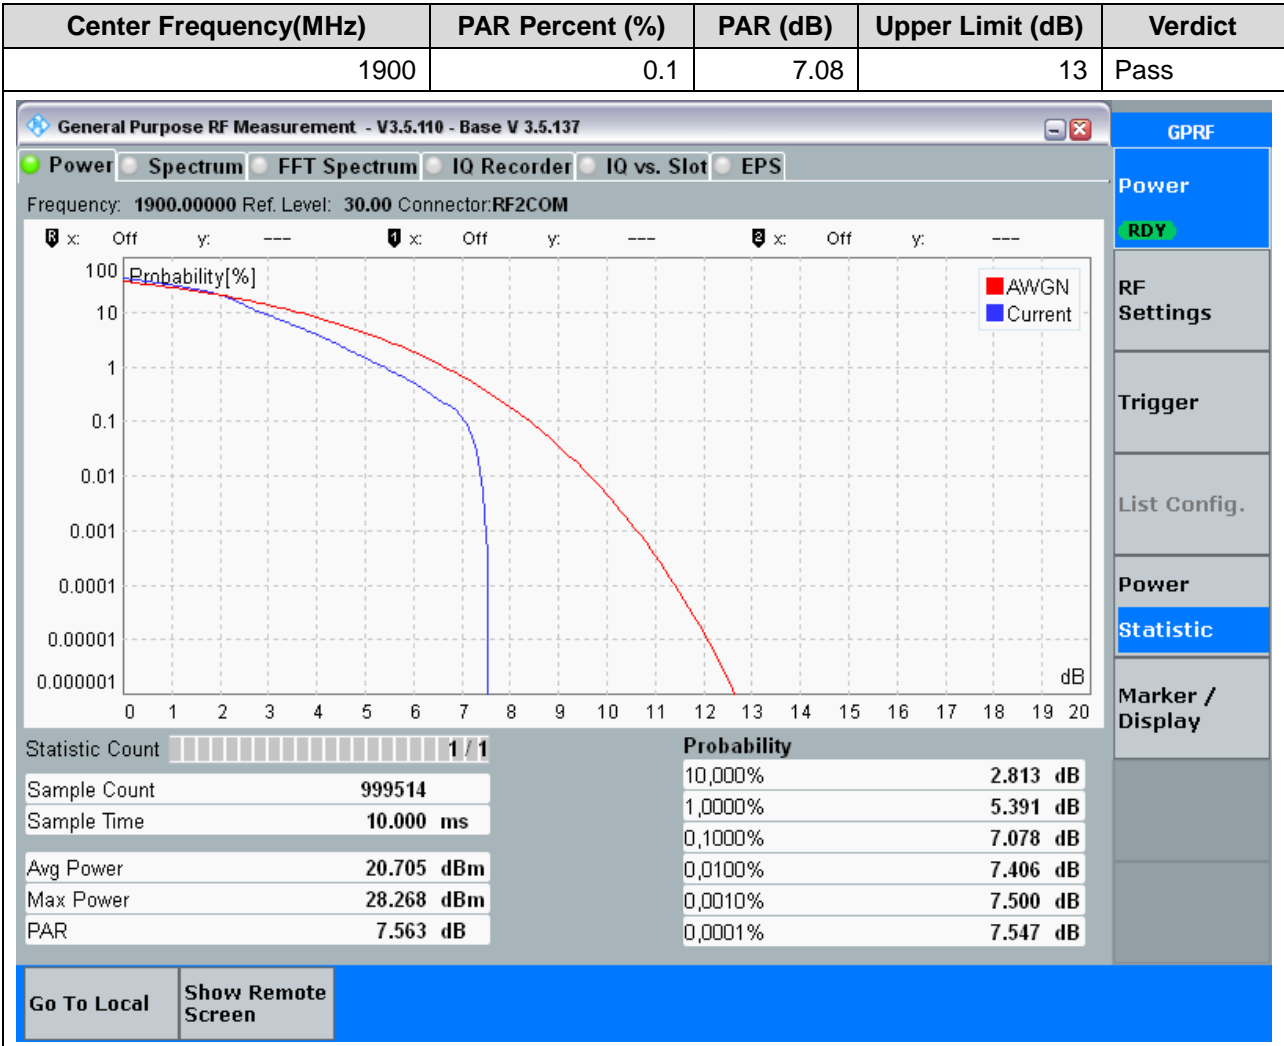 Center Frequency(MHz) PAR Percent (%) PAR (dB) Upper Limit (dB) Verdict
1900 0.1 7.08 13 Pass
General Purpose RF Measurement - V3.5.110 - Base V 3.5.137
GPRF
Power Spectrum FFT Spectrum IQ Recorder IQ vs. Slot EPS
Frequency: 1900.00000 Ref. Level: 30.00 Connector:RF2COM
R x: Off y: --- 1 x: Off y: --- 2 x: Off y: ---
Probability[%]
AWGN
Current
100
10
1
0.1
0.01
0.001
0.0001
0.00001
0.000001
dB
0 1 2 3 4 5 6 7 8 9 10 11 12 13 14 15 16 17 18 19 20
Statistic Count 1 / 1
Sample Count 999514
Sample Time 10.000 ms
Avg Power 20.705 dBm
Max Power 28.268 dBm
PAR 7.563 dB
Probability
10,000% 2.813 dB
1,0000% 5.391 dB
0,1000% 7.078 dB
0,0100% 7.406 dB
0,0010% 7.500 dB
0,0001% 7.547 dB
Power
RDY
RF
Settings
Trigger
List Config.
Power
Statistic
Marker /
Display
Go To Local
Show Remote
Screen